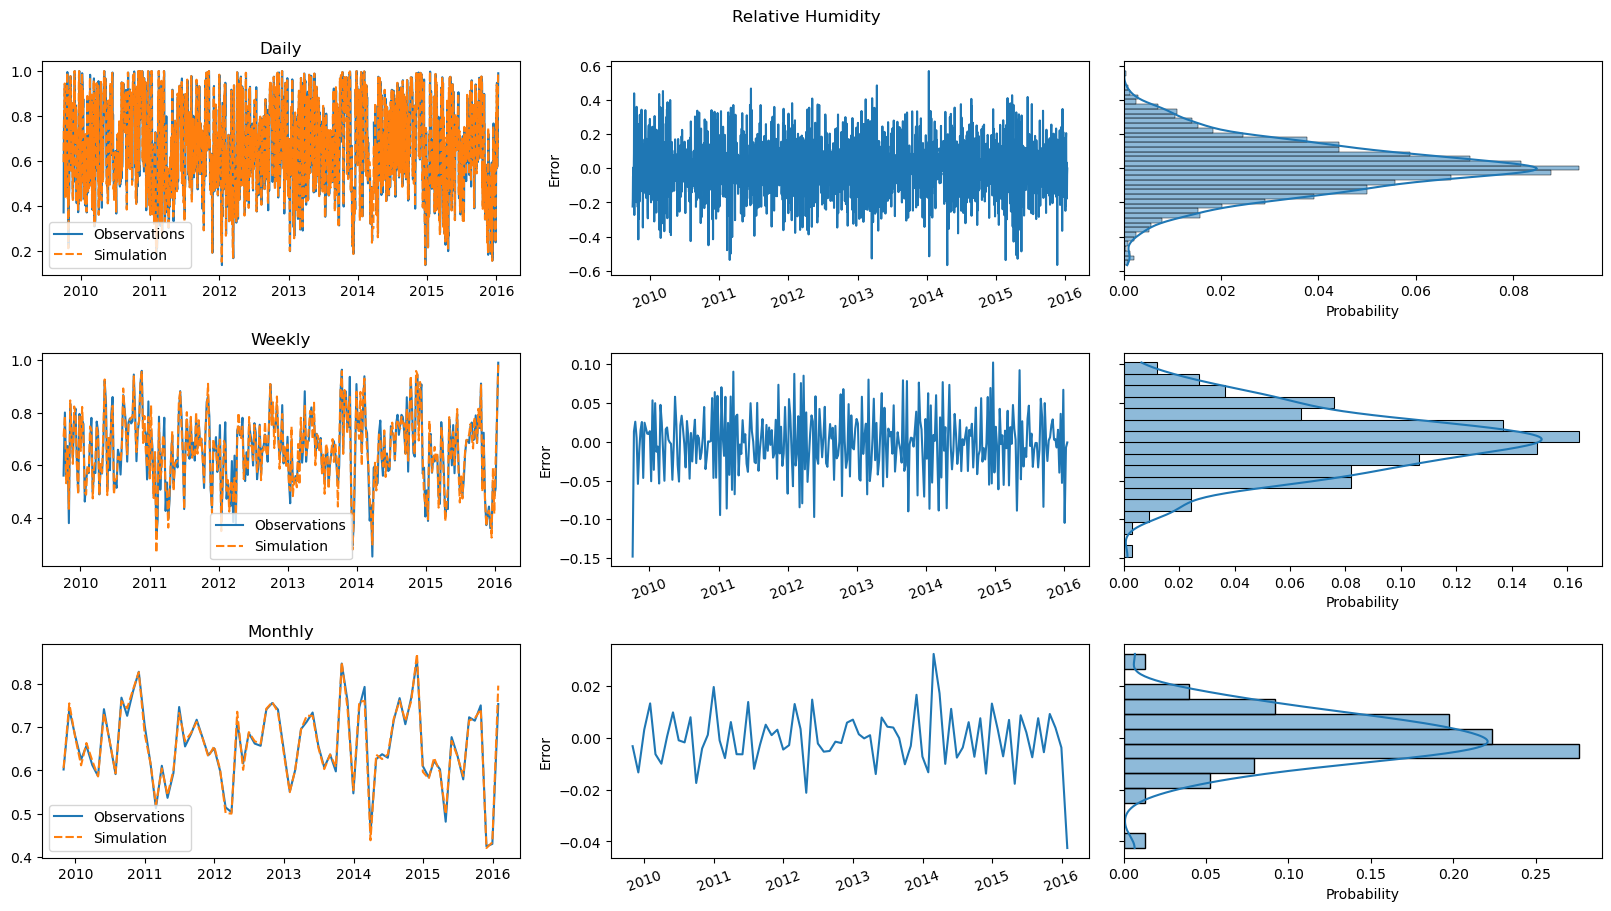 Relative Humidity
Daily
1.0
0.8
0.6
0.4
0.2
Observations
Simulation
2010 2011 2012 2013 2014 2015 2016
Error
0.6
0.4
0.2
0.0
−0.2
−0.4
−0.6
2010 2011 2012 2013 2014 2015 2016
0.00 0.02 0.04 0.06 0.08
Probability
Weekly
1.0
0.8
0.6
0.4
Observations
Simulation
2010 2011 2012 2013 2014 2015 2016
Error
0.10
0.05
0.00
−0.05
−0.10
−0.15
2010 2011 2012 2013 2014 2015 2016
0.00 0.02 0.04 0.06 0.08 0.10 0.12 0.14 0.16
Probability
Monthly
0.8
0.7
0.6
0.5
0.4
Observations
Simulation
2010 2011 2012 2013 2014 2015 2016
Error
0.02
0.00
−0.02
−0.04
2010 2011 2012 2013 2014 2015 2016
0.00 0.05 0.10 0.15 0.20 0.25
Probability